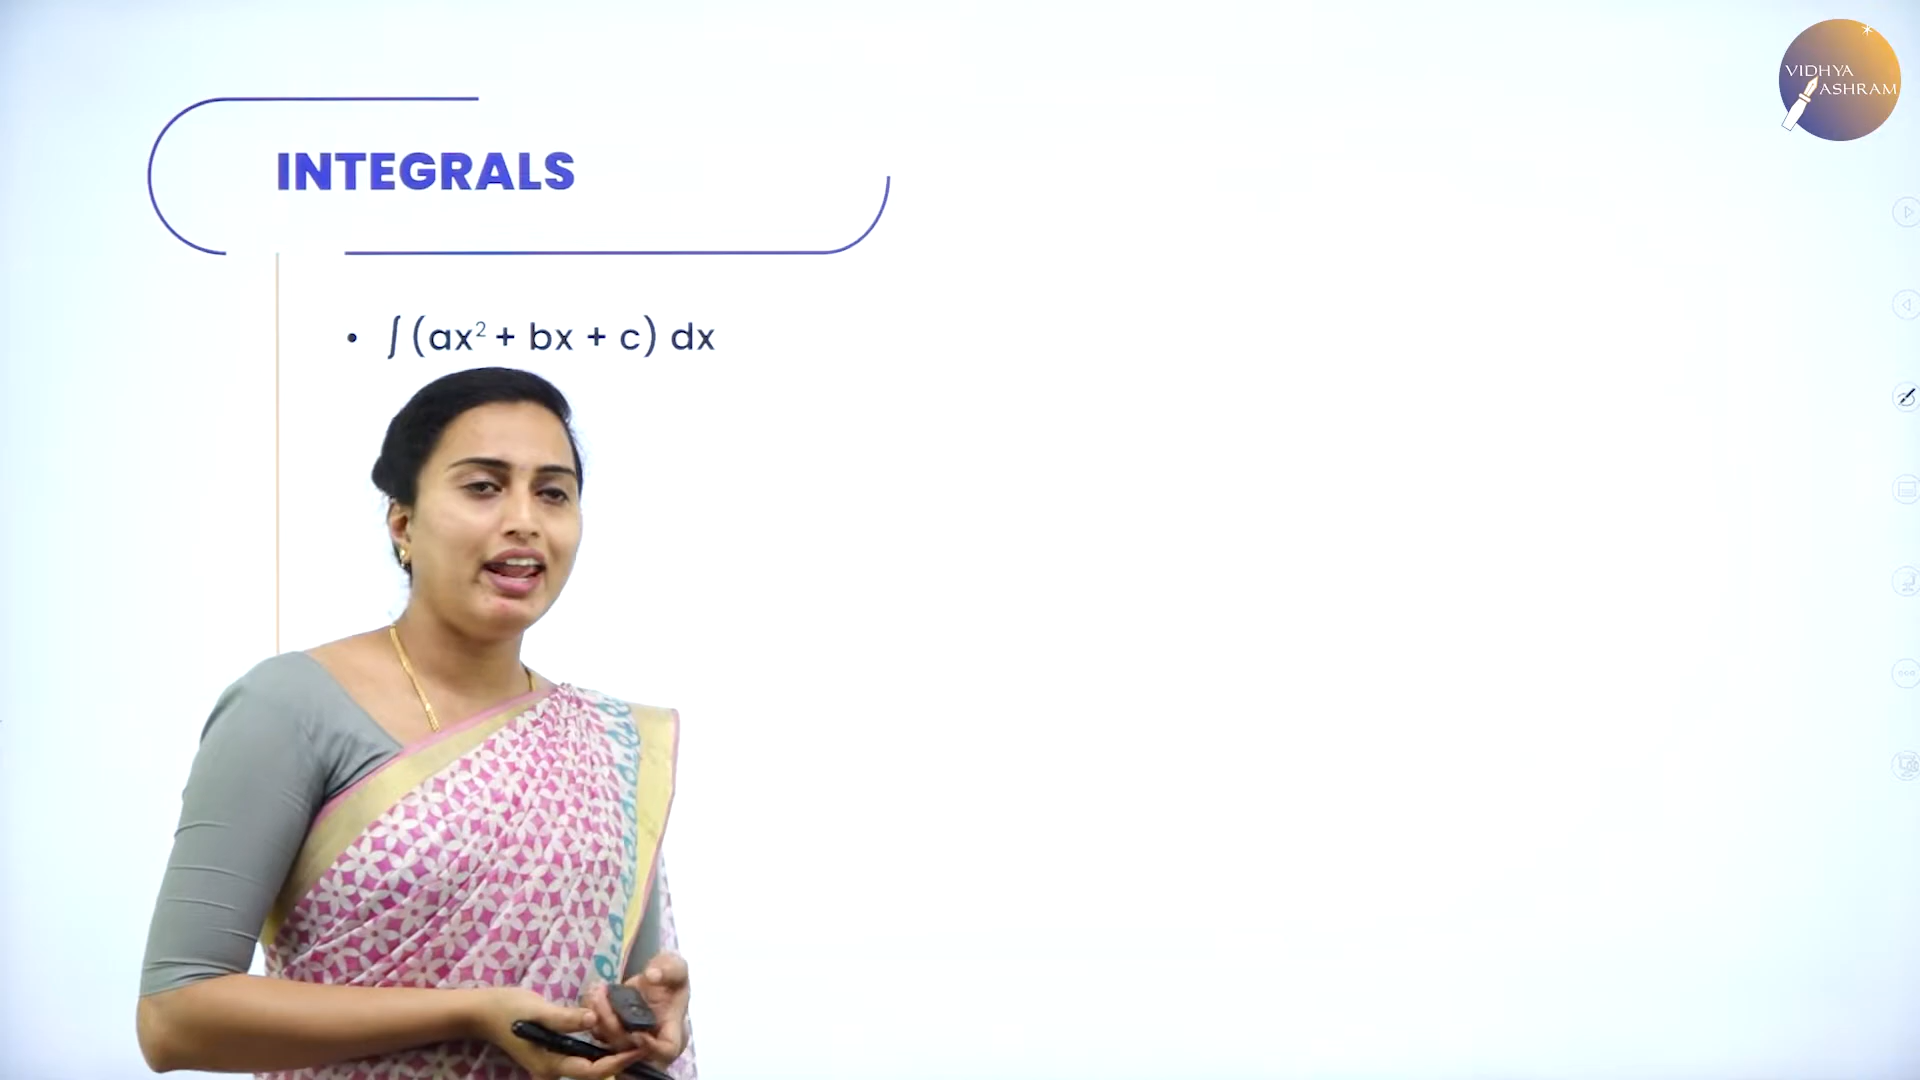 VIDHYA
ASHRAM
INTEGRALS
• ∫ (ax² + bx + c) dx